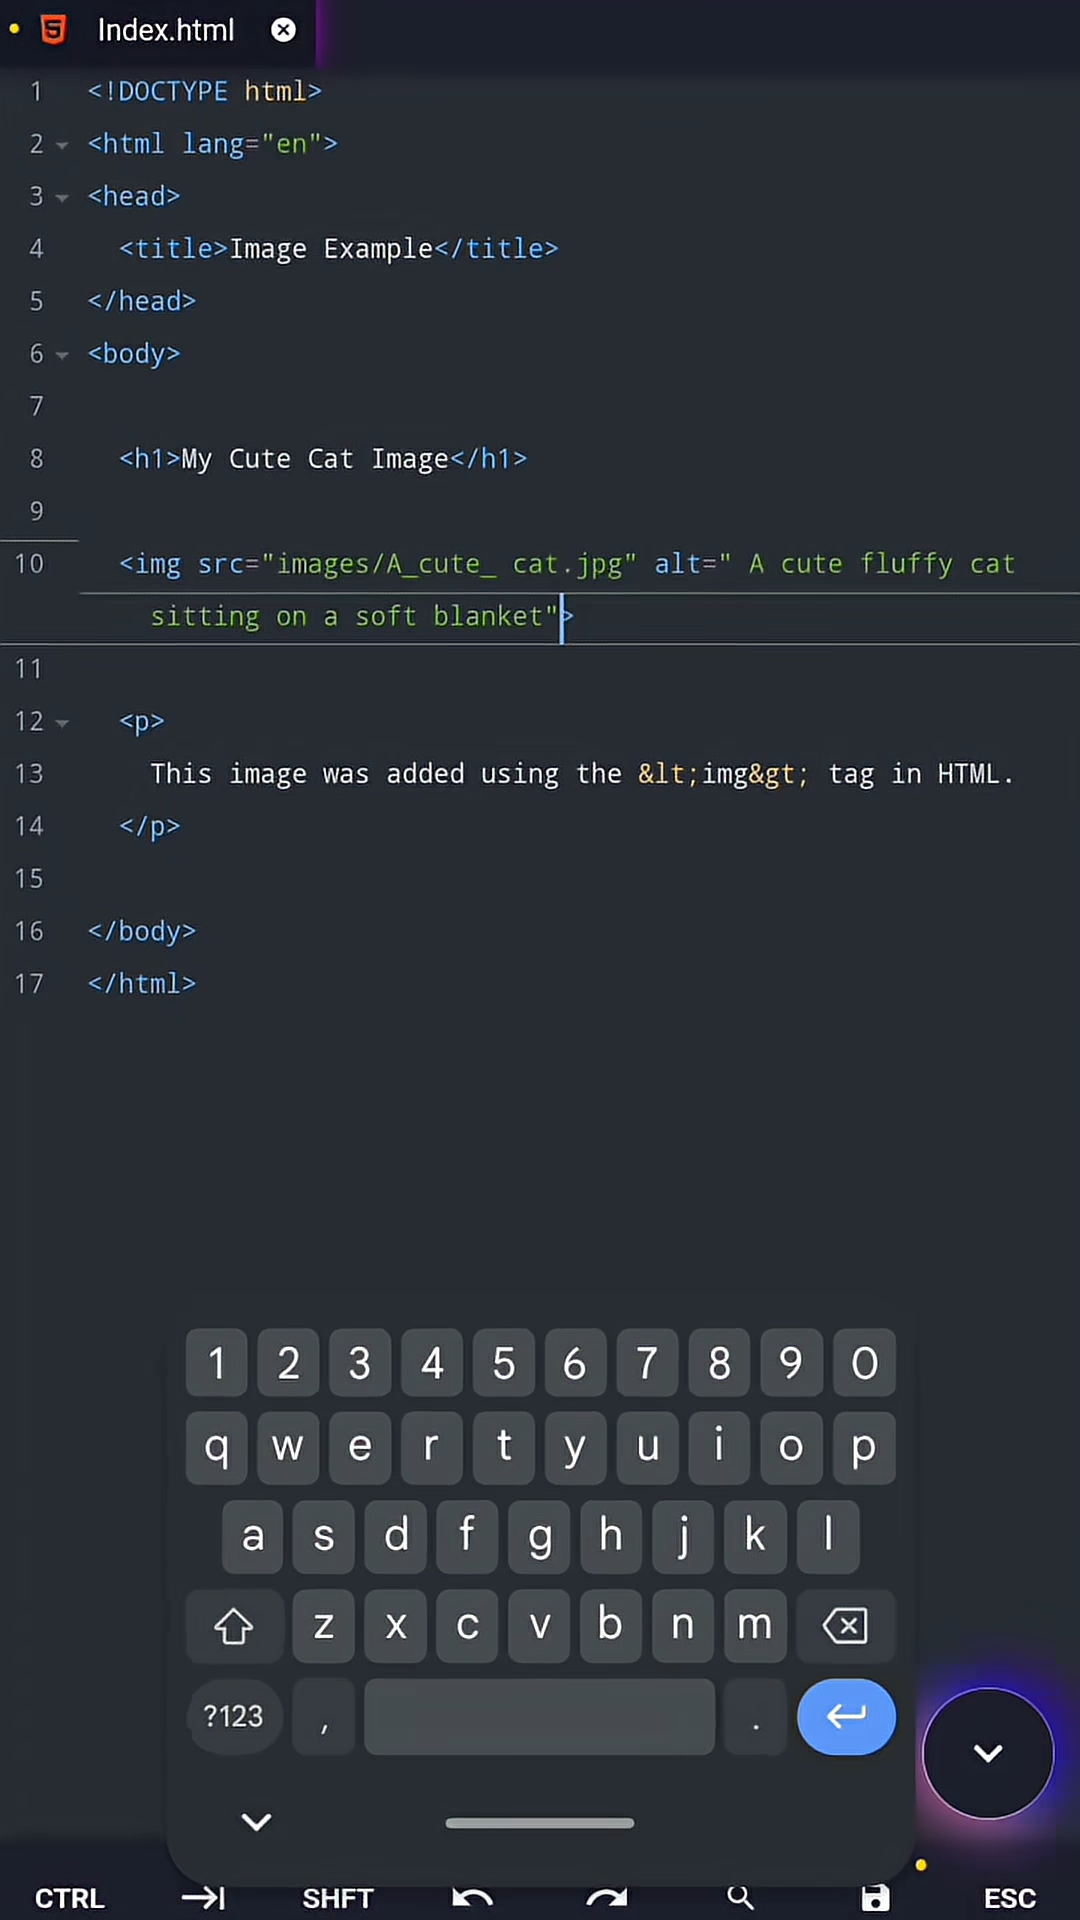 Index.html
1 <!DOCTYPE html>
2 <html lang="en">
3 <head>
4 <title>Image Example</title>
5 </head>
6 <body>
7
8 <h1>My Cute Cat Image</h1>
9
10 <img src="images/A_cute_ cat.jpg" alt=" A cute fluffy cat
sitting on a soft blanket">
11
12 <p>
13 This image was added using the &lt;img&gt; tag in HTML.
14 </p>
15
16 </body>
17 </html>
1 2 3 4 5 6 7 8 9 0
q w e r t y u i o p
a s d f g h j k l
z x c v b n m
?123 , .
CTRL SHFT ESC